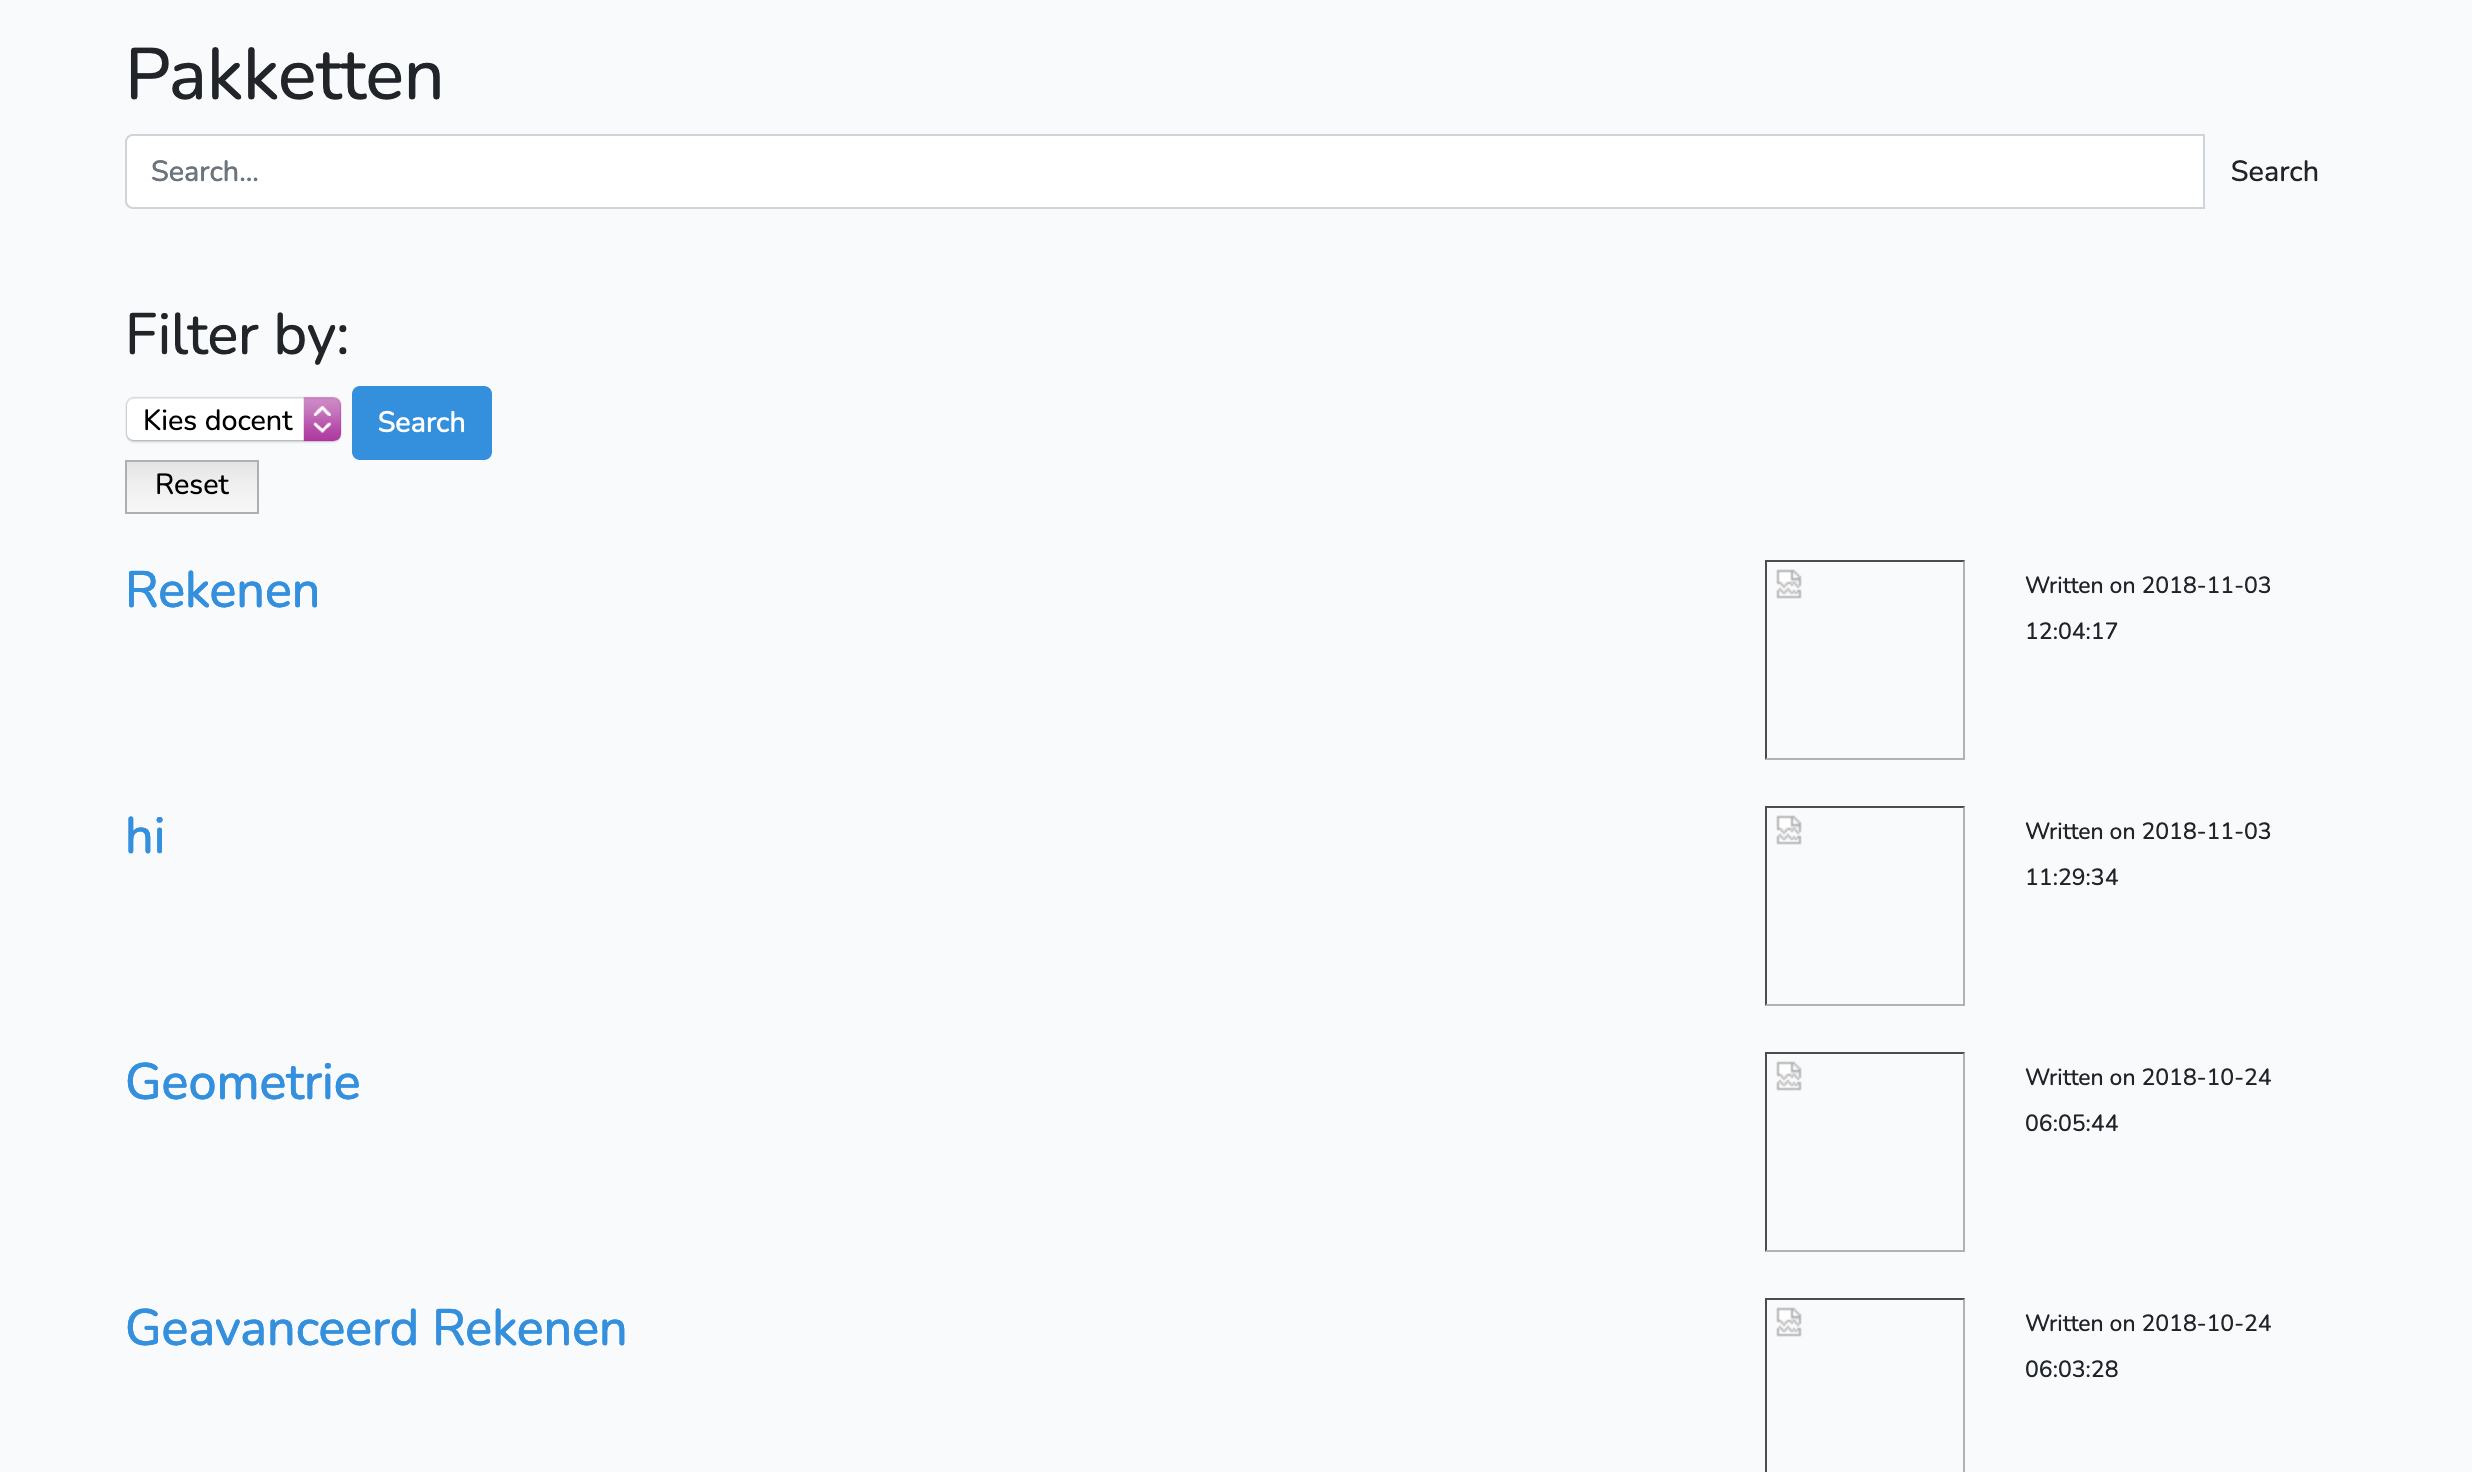 Pakketten
Search...
Search
Filter by:
Kies docent
Search
Reset
Rekenen
Written on 2018-11-03
12:04:17
hi
Written on 2018-11-03
11:29:34
Geometrie
Written on 2018-10-24
06:05:44
Geavanceerd Rekenen
Written on 2018-10-24
06:03:28